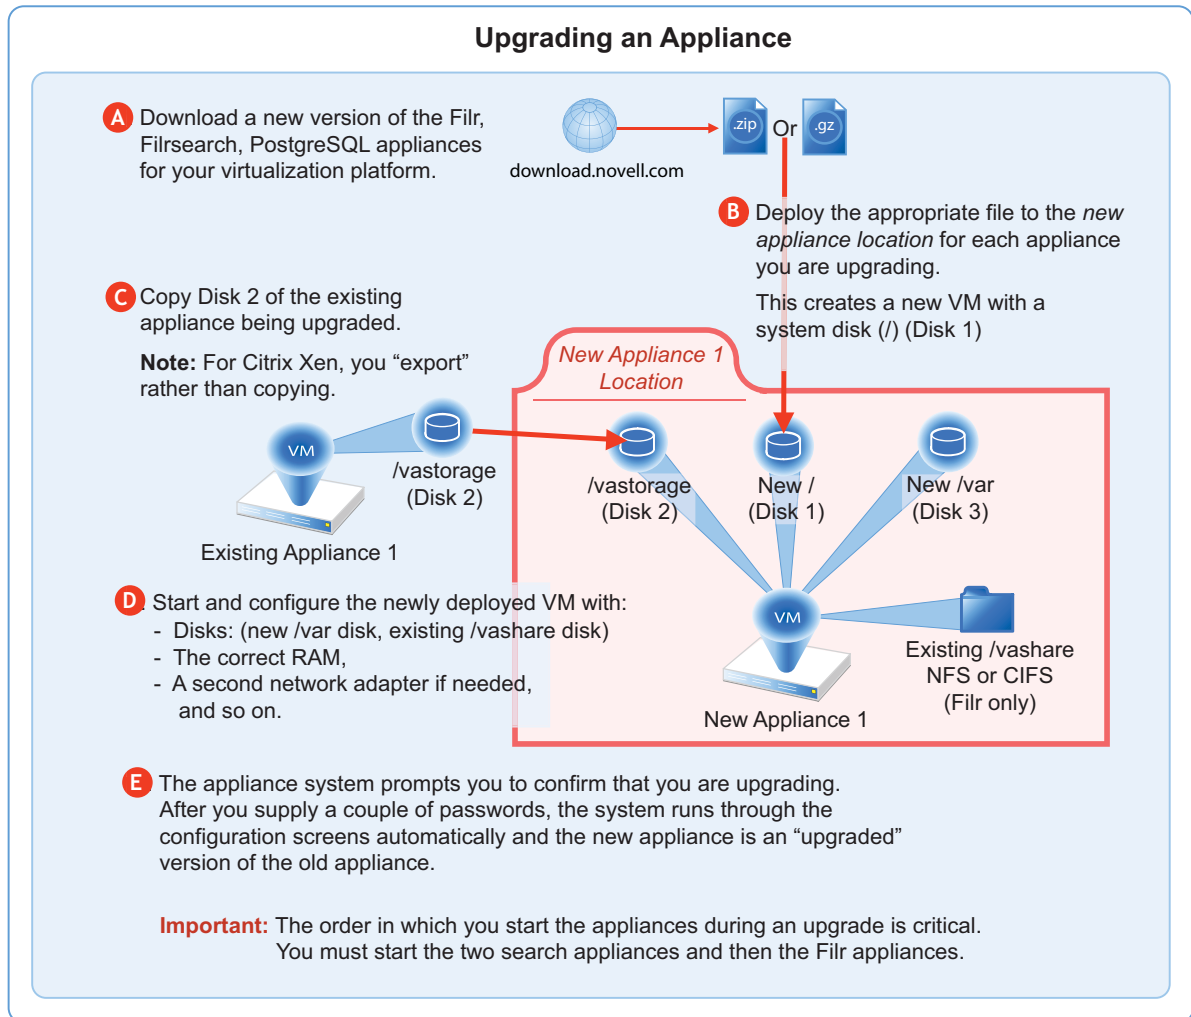 Upgrading an Appliance
A Download a new version of the Filr,
Filrsearch, PostgreSQL appliances
for your virtualization platform.
download.novell.com
.zip Or .gz
B Deploy the appropriate file to the new
appliance location for each appliance
you are upgrading.
This creates a new VM with a
system disk (/) (Disk 1)
C Copy Disk 2 of the existing
appliance being upgraded.
Note: For Citrix Xen, you “export”
rather than copying.
VM
/vastorage
(Disk 2)
Existing Appliance 1
New Appliance 1
Location
/vastorage
(Disk 2)
New /
(Disk 1)
New /var
(Disk 3)
VM
New Appliance 1
Existing /vashare
NFS or CIFS
(Filr only)
D. Start and configure the newly deployed VM with:
- Disks: (new /var disk, existing /vashare disk)
- The correct RAM,
- A second network adapter if needed,
and so on.
E The appliance system prompts you to confirm that you are upgrading.
After you supply a couple of passwords, the system runs through the
configuration screens automatically and the new appliance is an “upgraded”
version of the old appliance.
Important: The order in which you start the appliances during an upgrade is critical.
You must start the two search appliances and then the Filr appliances.